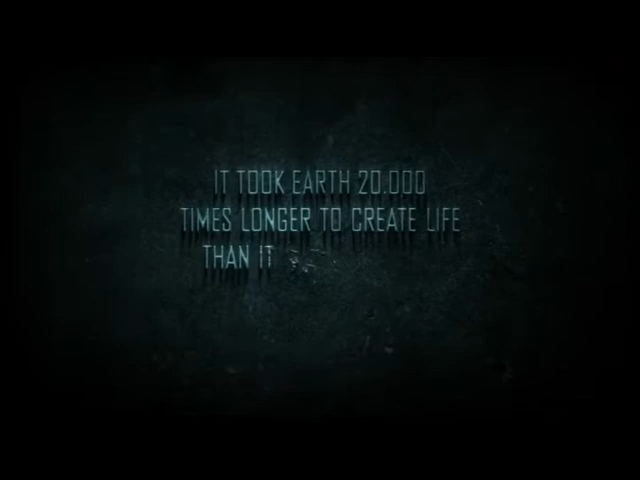 IT TOOK EARTH 20.000
TIMES LONGER TO CREATE LIFE
THAN IT